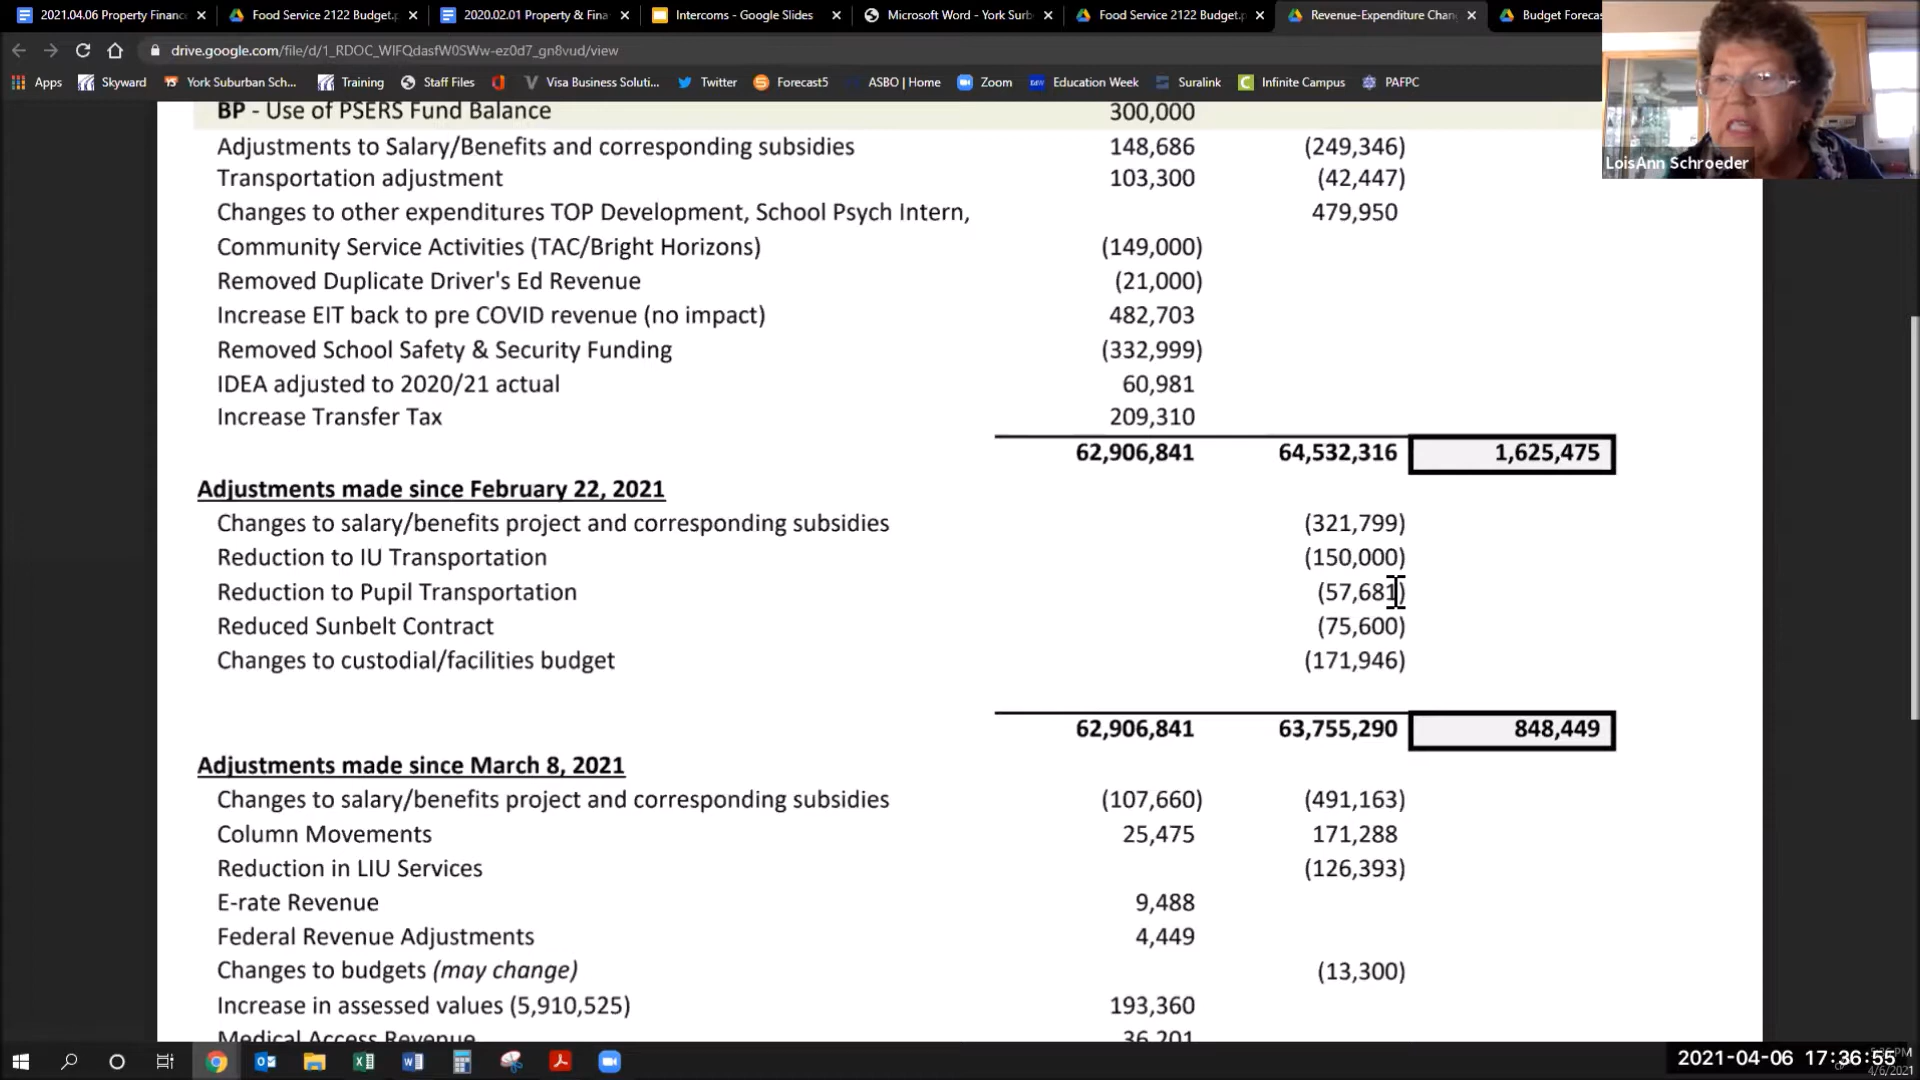 2021.04.06 Property Financ
Food Service 2122 Budget.p
2020.02.01 Property & Fina
Intercoms - Google Slides
Microsoft Word - York Surb
Food Service 2122 Budget.p
Revenue-Expenditure Chan
Budget Foreca
drive.google.com/file/d/1_RDOC_WIFQdasfW0SWw-ez0d7_gn8vud/view
Apps Skyward York Suburban Sch... Training Staff Files Visa Business Soluti... Twitter Forecast5 ASBO | Home Zoom Education Week Suralink Infinite Campus PAFPC
LoisAnn Schroeder
BP - Use of PSERS Fund Balance 300,000
Adjustments to Salary/Benefits and corresponding subsidies 148,686 (249,346)
Transportation adjustment 103,300 (42,447)
Changes to other expenditures TOP Development, School Psych Intern, 479,950
Community Service Activities (TAC/Bright Horizons) (149,000)
Removed Duplicate Driver's Ed Revenue (21,000)
Increase EIT back to pre COVID revenue (no impact) 482,703
Removed School Safety & Security Funding (332,999)
IDEA adjusted to 2020/21 actual 60,981
Increase Transfer Tax 209,310
62,906,841 64,532,316 1,625,475
Adjustments made since February 22, 2021
Changes to salary/benefits project and corresponding subsidies (321,799)
Reduction to IU Transportation (150,000)
Reduction to Pupil Transportation (57,681)
Reduced Sunbelt Contract (75,600)
Changes to custodial/facilities budget (171,946)
62,906,841 63,755,290 848,449
Adjustments made since March 8, 2021
Changes to salary/benefits project and corresponding subsidies (107,660) (491,163)
Column Movements 25,475 171,288
Reduction in LIU Services (126,393)
E-rate Revenue 9,488
Federal Revenue Adjustments 4,449
Changes to budgets (may change) (13,300)
Increase in assessed values (5,910,525) 193,360
Medical Access Revenue 36,201
2021-04-06 17:36:55
4/6/2021